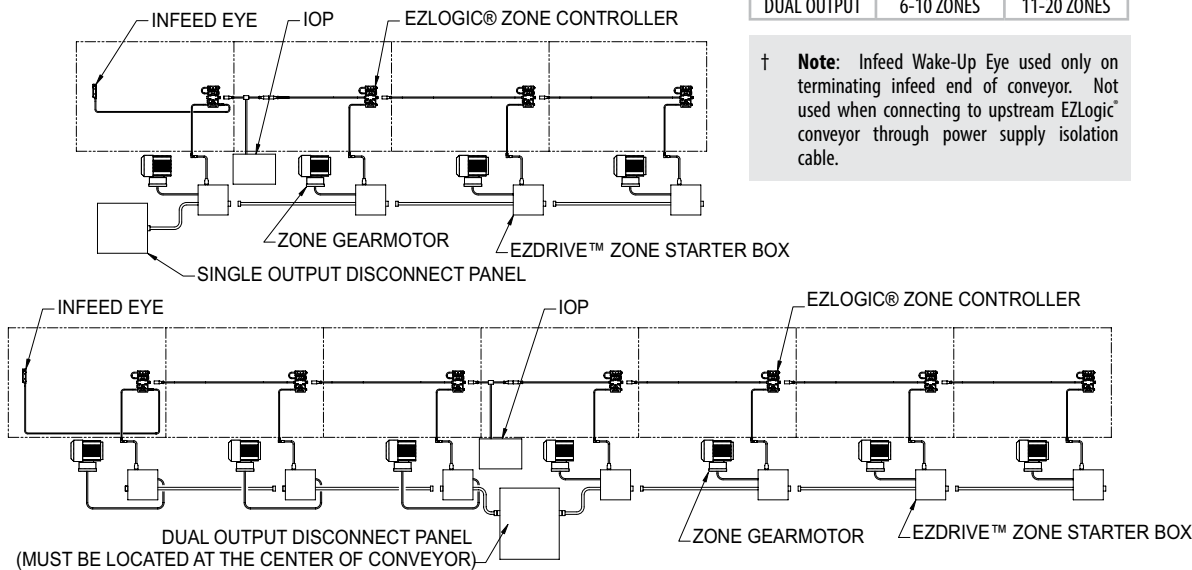 DUAL OUTPUT 6-10 ZONES 11-20 ZONES
† Note: Infeed Wake-Up Eye used only on
terminating infeed end of conveyor. Not
used when connecting to upstream EZLogic®
conveyor through power supply isolation
cable.
INFEED EYE
IOP
EZLOGIC® ZONE CONTROLLER
ZONE GEARMOTOR
EZDRIVE™ ZONE STARTER BOX
SINGLE OUTPUT DISCONNECT PANEL
INFEED EYE
IOP
EZLOGIC® ZONE CONTROLLER
DUAL OUTPUT DISCONNECT PANEL
(MUST BE LOCATED AT THE CENTER OF CONVEYOR)
ZONE GEARMOTOR
EZDRIVE™ ZONE STARTER BOX